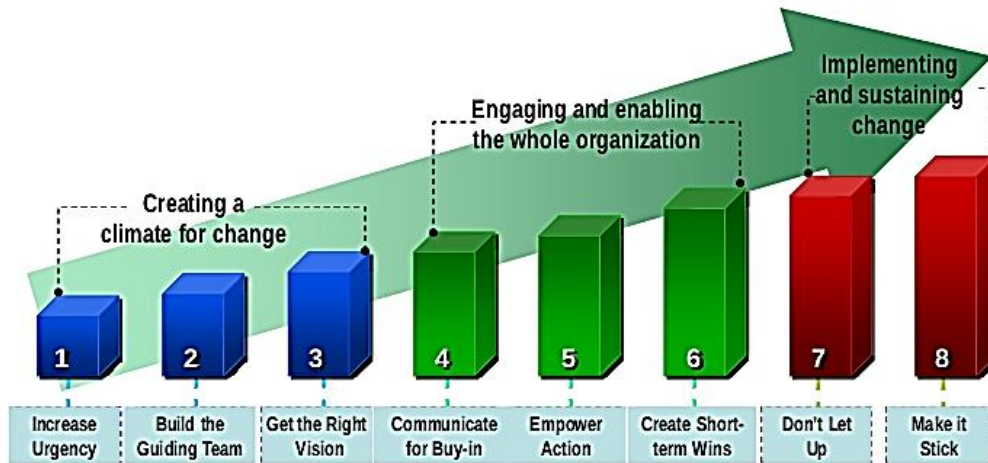 Implementing
and sustaining
change
Engaging and enabling
the whole organization
Creating a
climate for change
1
2
3
4
5
6
7
8
Increase
Urgency
Build the
Guiding Team
Get the Right
Vision
Communicate
for Buy-in
Empower
Action
Create Short-
term Wins
Don't Let
Up
Make it
Stick